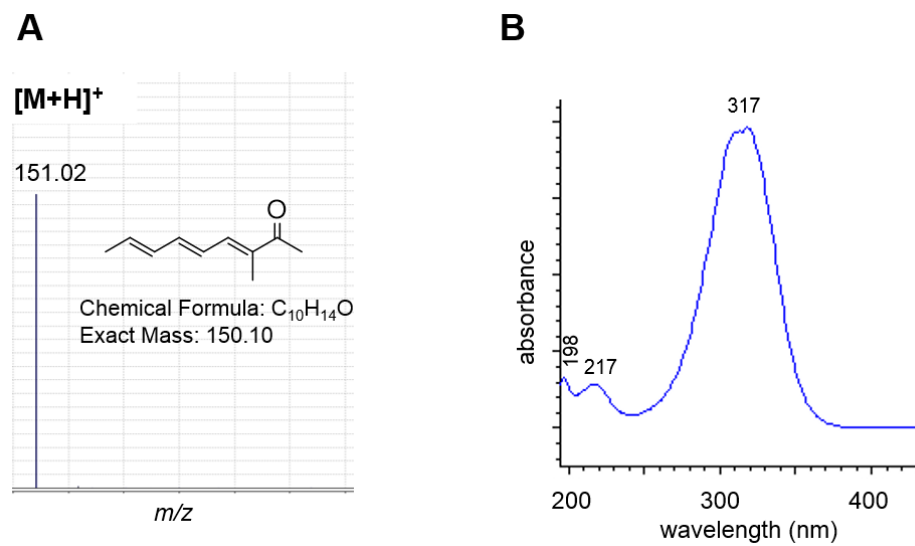 A
[M+H]⁺
151.02
O
Chemical Formula: C₁₀H₁₄O
Exact Mass: 150.10
m/z
B
317
198
217
absorbance
200 300 400
wavelength (nm)